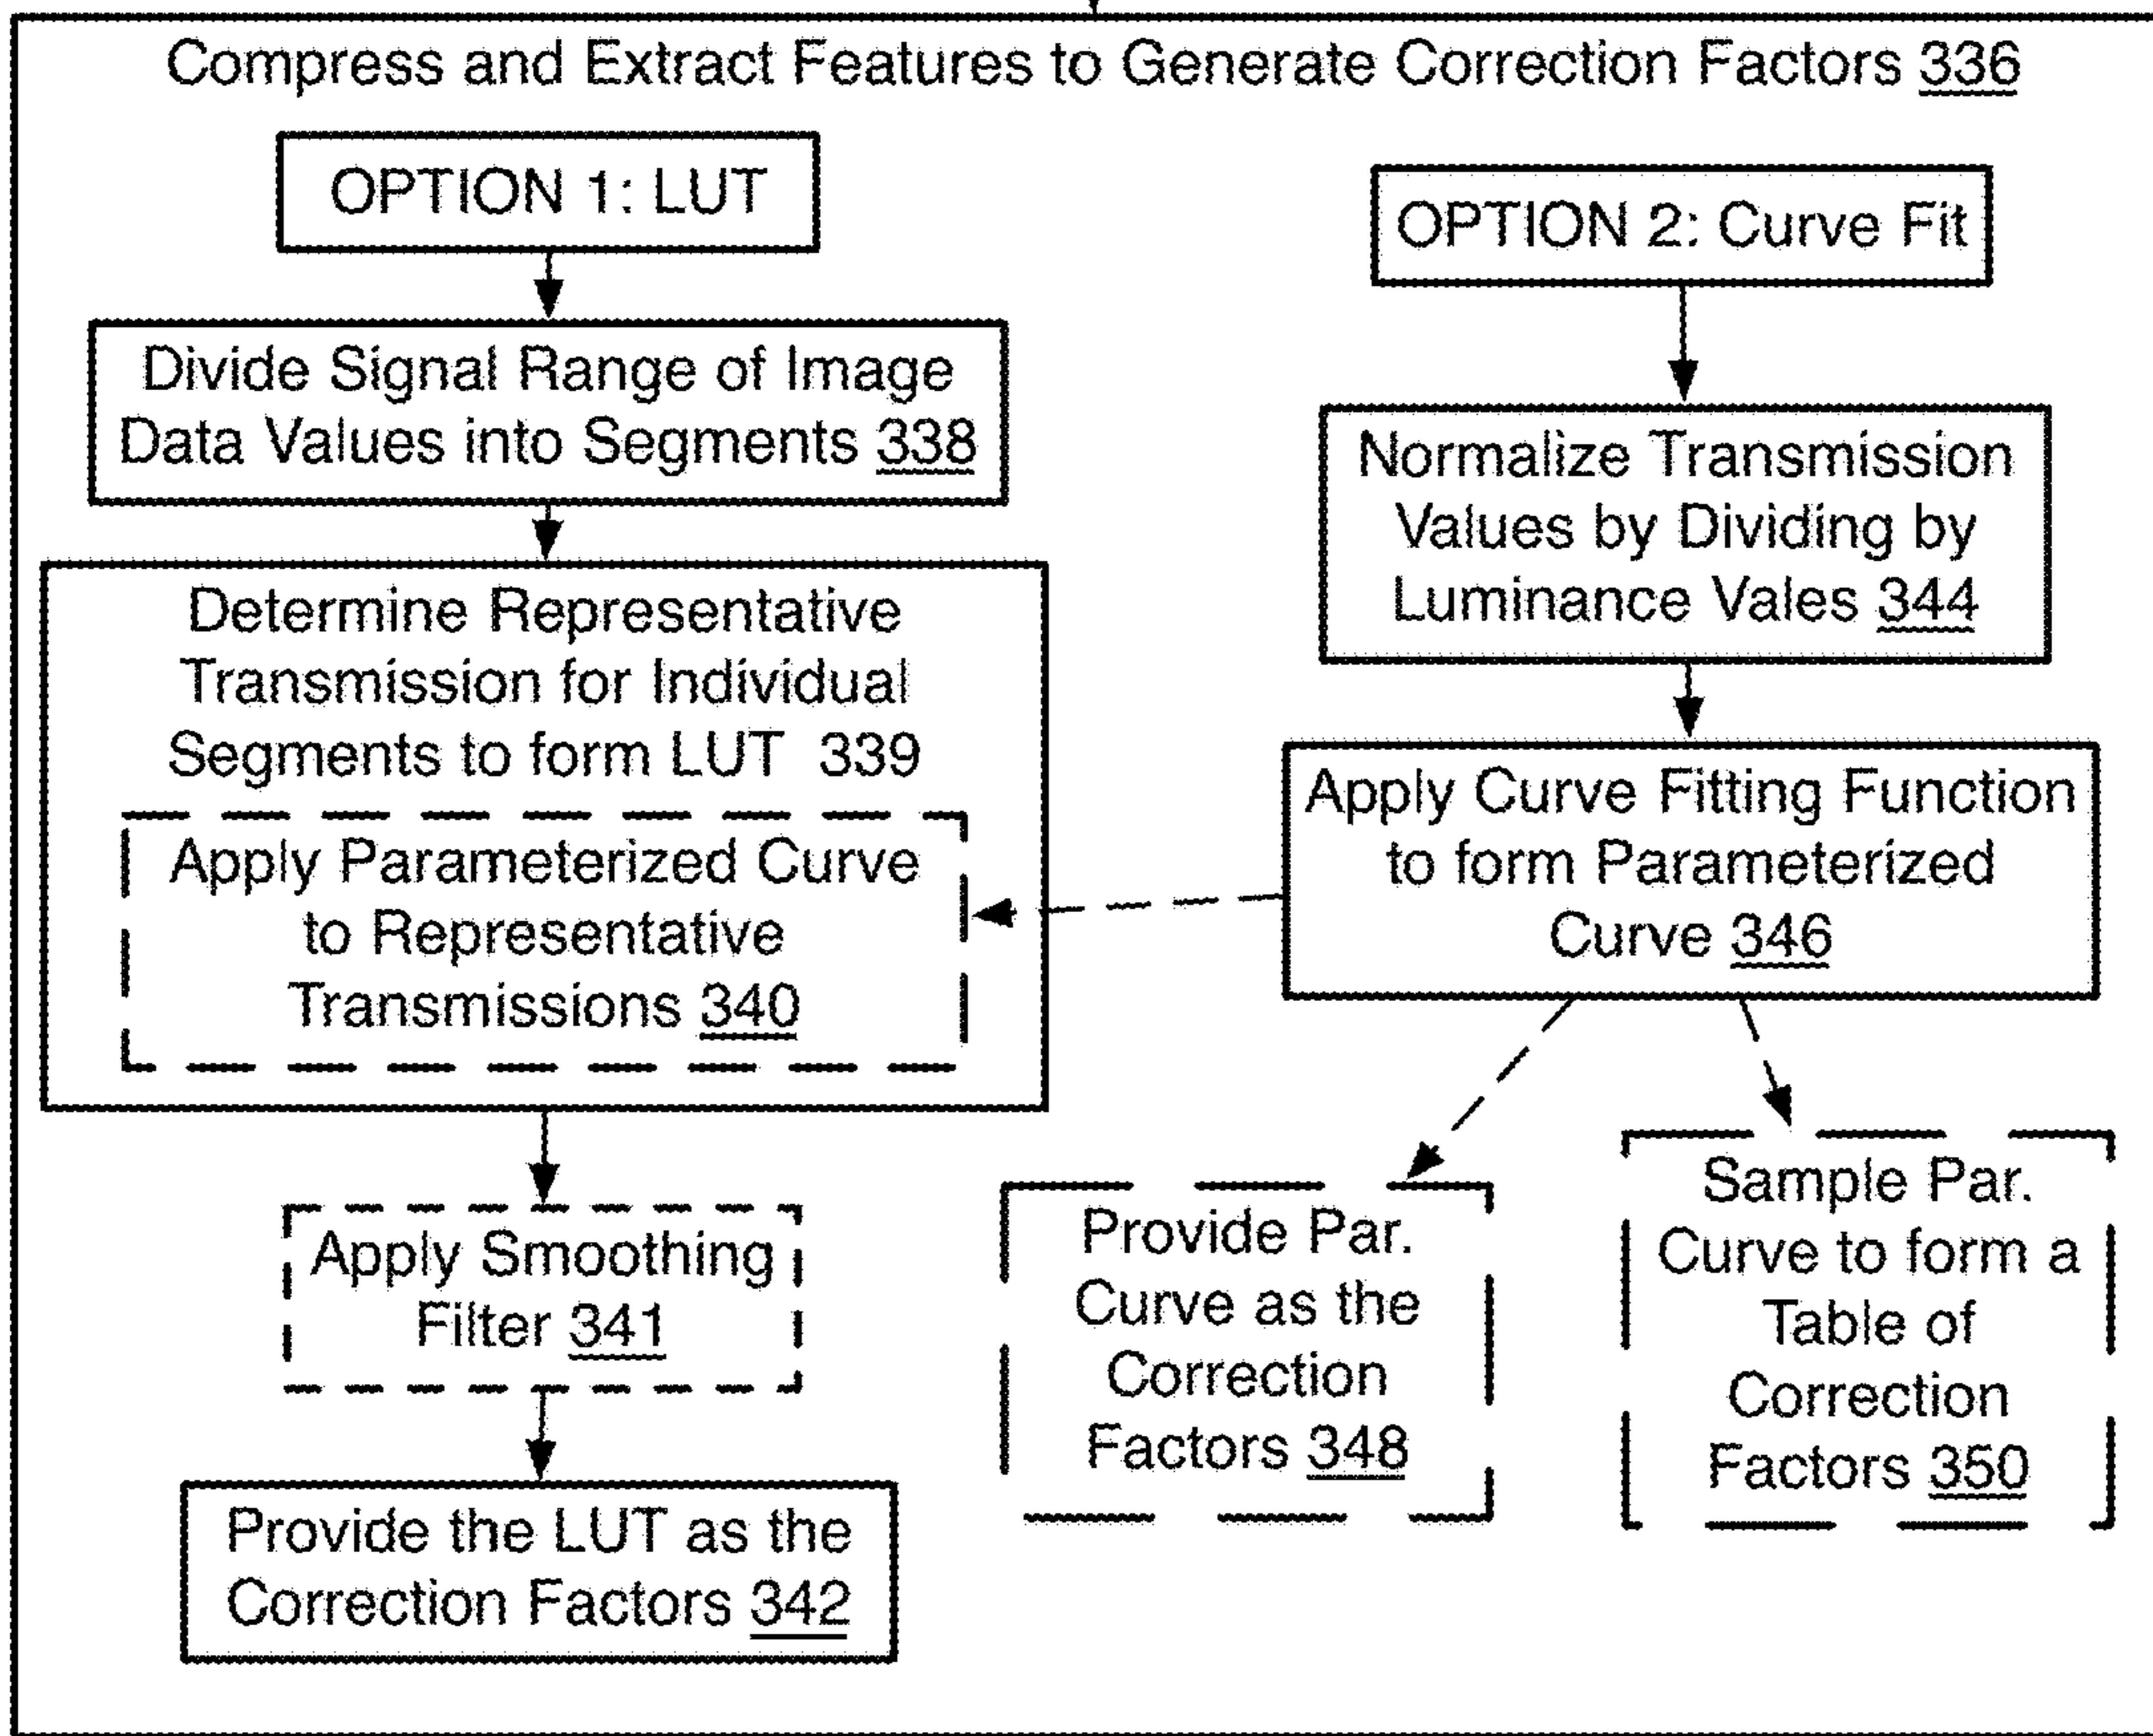 Compress and Extract Features to Generate Correction Factors 336
OPTION 1: LUT
Divide Signal Range of Image
Data Values into Segments 338
Determine Representative
Transmission for Individual
Segments to form LUT 339
Apply Parameterized Curve
to Representative
Transmissions 340
Apply Smoothing
Filter 341
Provide the LUT as the
Correction Factors 342
OPTION 2: Curve Fit
Normalize Transmission
Values by Dividing by
Luminance Vales 344
Apply Curve Fitting Function
to form Parameterized
Curve 346
Provide Par.
Curve as the
Correction
Factors 348
Sample Par.
Curve to form a
Table of
Correction
Factors 350